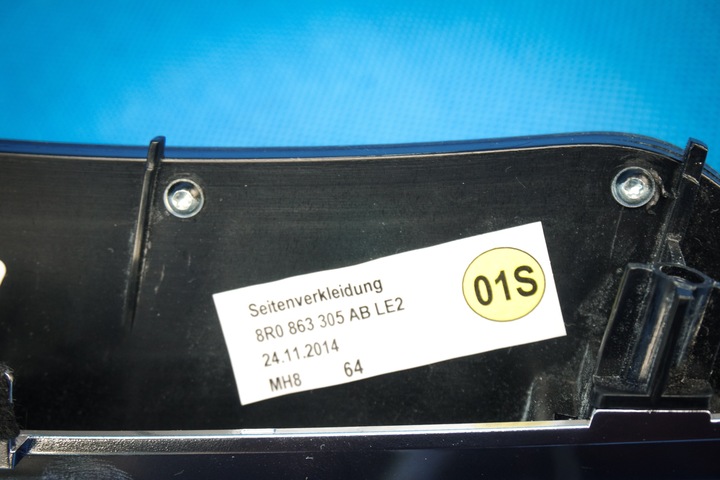 Seitenverkleidung
8R0 863 305 AB LE2
24.11.2014
MH8 64
01S